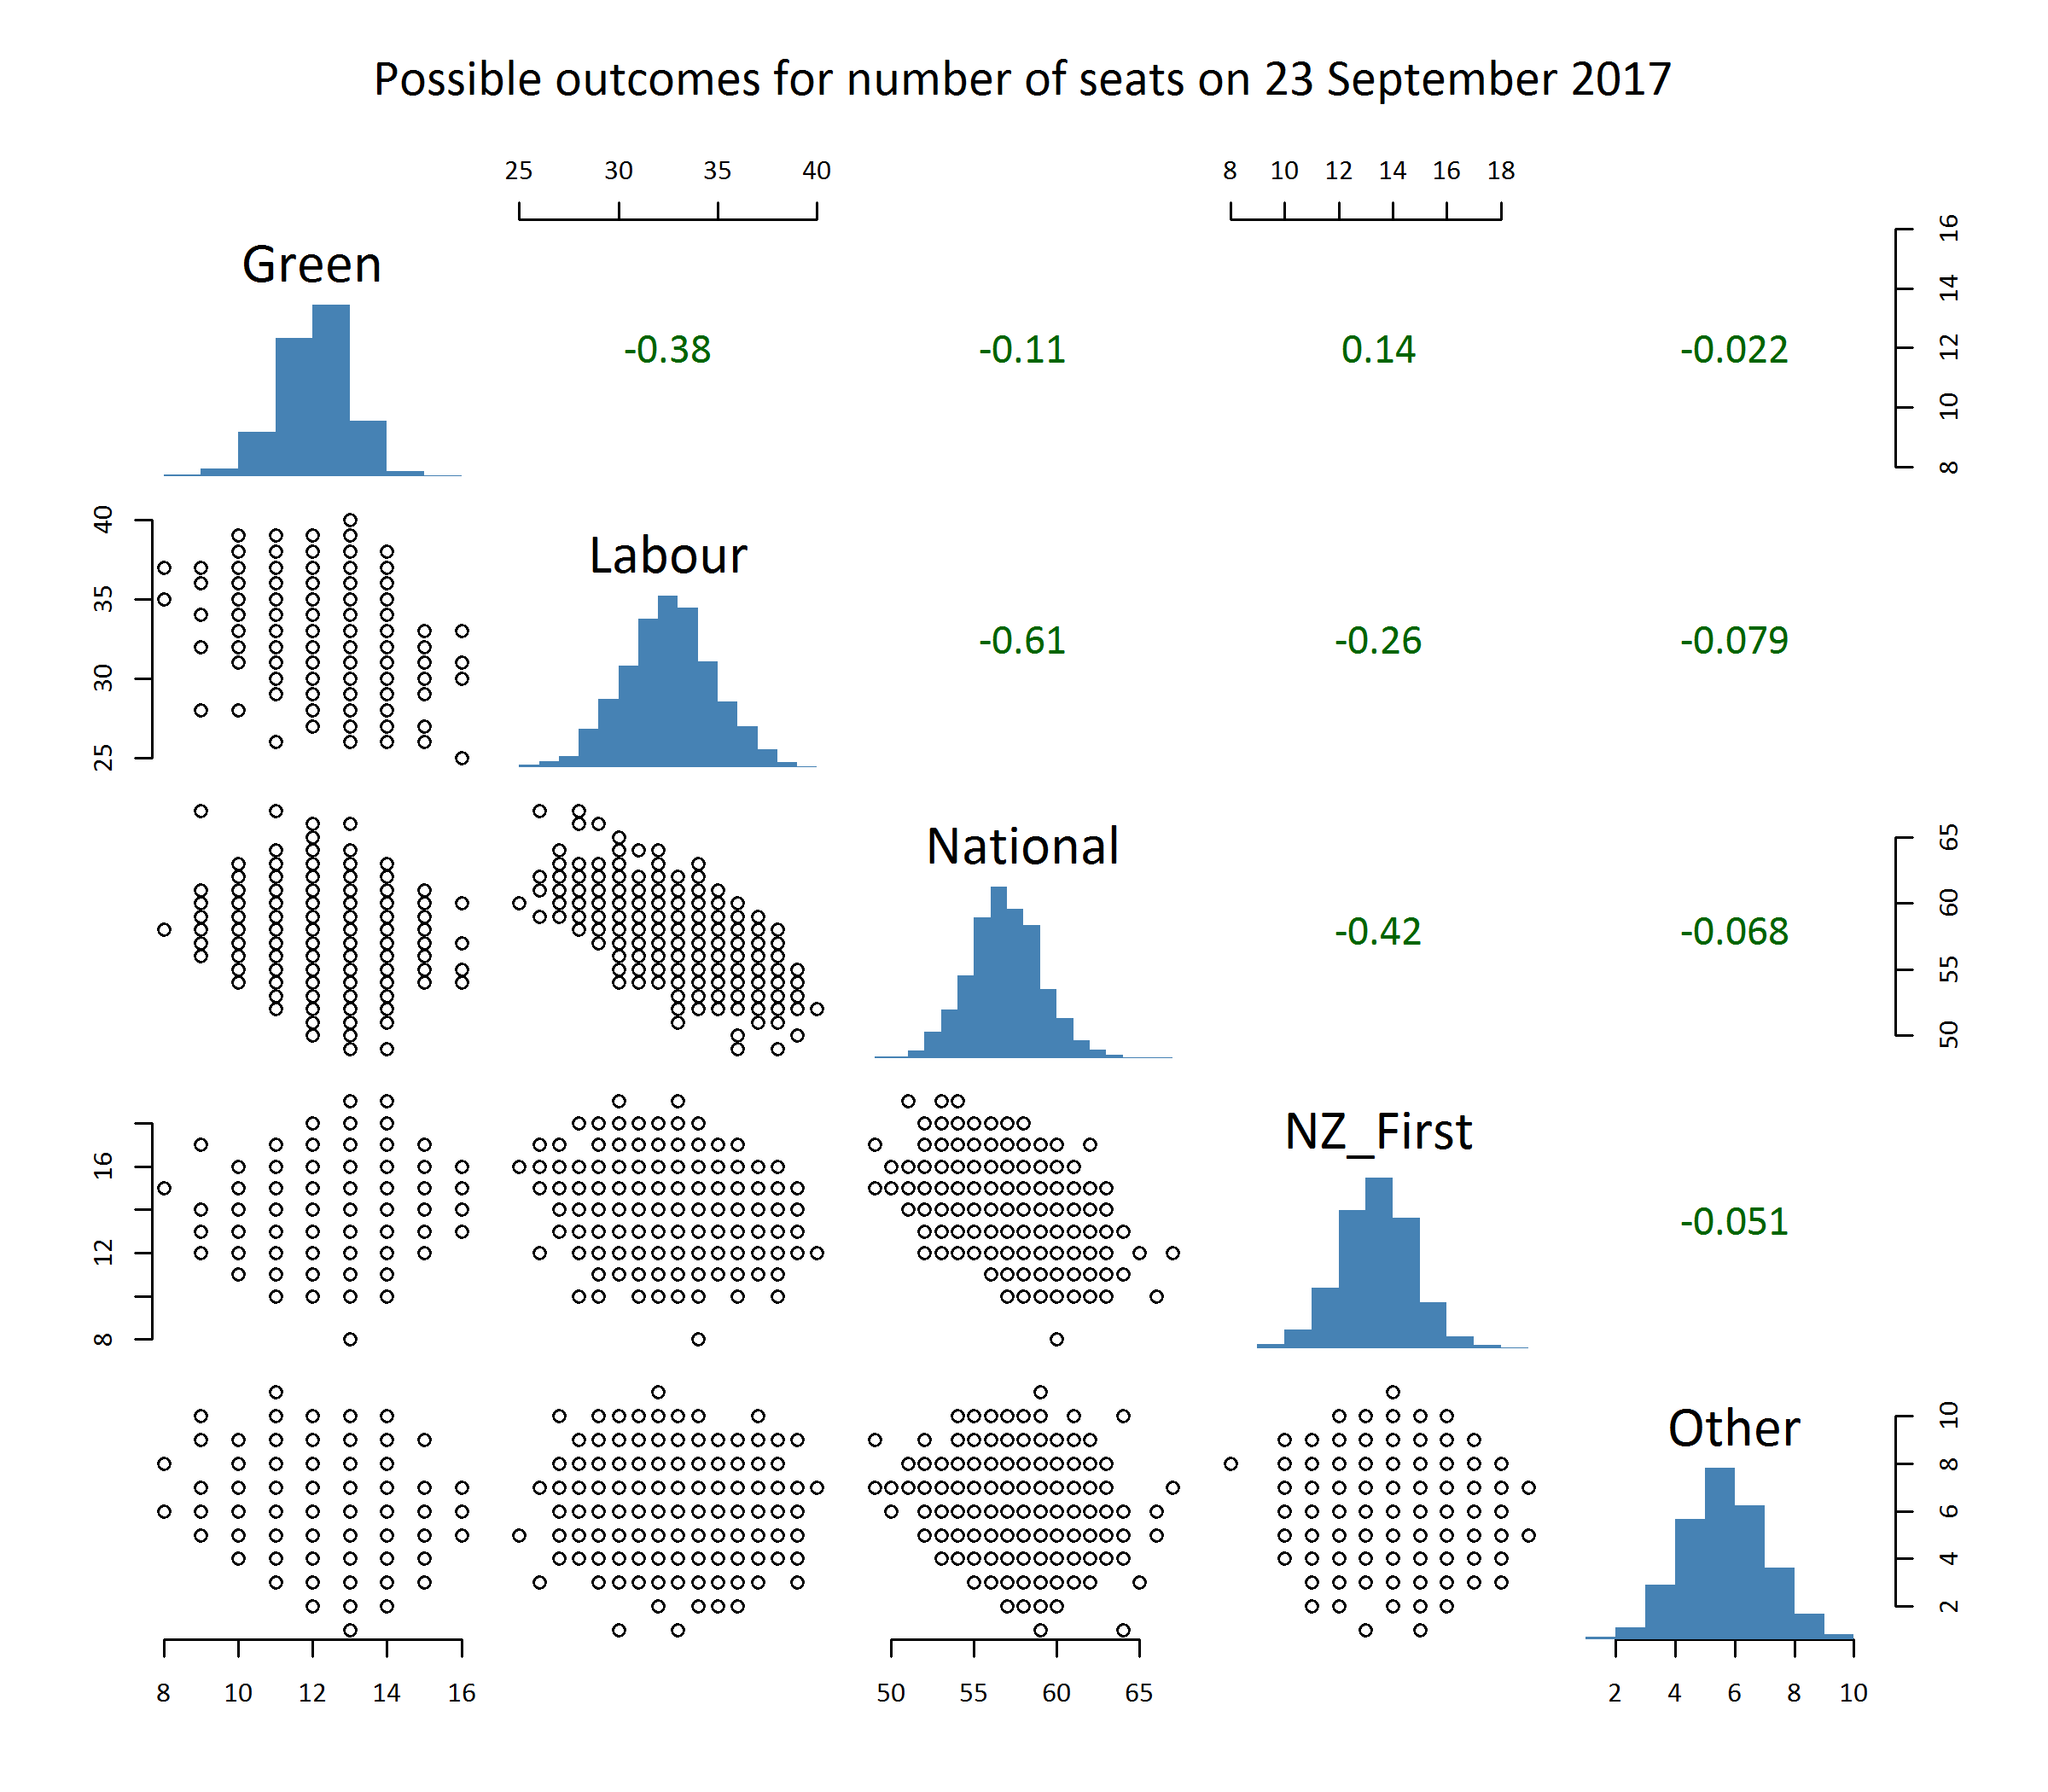 Possible outcomes for number of seats on 23 September 2017
25 30 35 40
8 10 12 14 16 18
Green
-0.38
-0.11
0.14
-0.022
16
14
12
10
8
40
35
30
25
Labour
-0.61
-0.26
-0.079
National
-0.42
-0.068
65
60
55
50
16
12
8
NZ_First
-0.051
Other
10
8
6
4
2
8 10 12 14 16
50 55 60 65
2 4 6 8 10